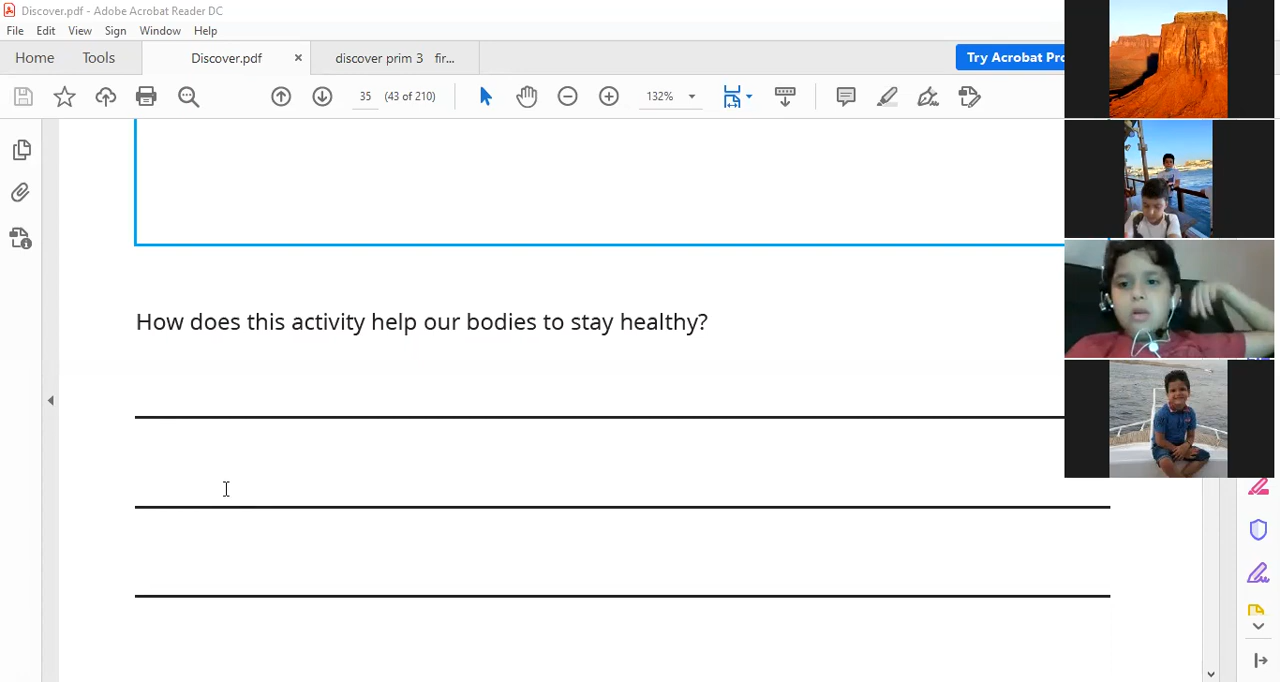 Discover.pdf - Adobe Acrobat Reader DC
File Edit View Sign Window Help
Home Tools Discover.pdf × discover prim 3 fir... Try Acrobat Pro
35 (43 of 210) 132%
How does this activity help our bodies to stay healthy?